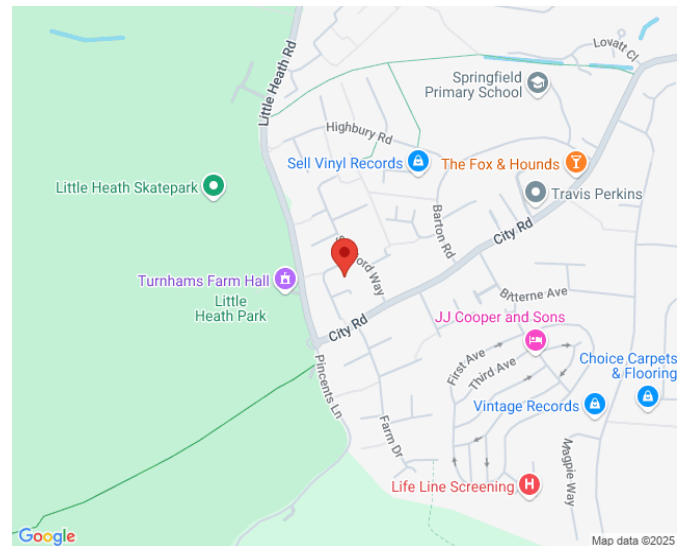 Lovatt Cl
Little Heath Rd
Springfield
Primary School
Highbury Rd
Sell Vinyl Records
The Fox & Hounds
Little Heath Skatepark
Travis Perkins
Barton Rd
City Rd
Turnhams Farm Hall
Little
Heath Park
Bitterne Ave
JJ Cooper and Sons
City Rd
Pincents Ln
First Ave
Third Ave
Choice Carpets
& Flooring
Vintage Records
Farm Dr
Magpie Way
Life Line Screening
Google
Map data ©2025